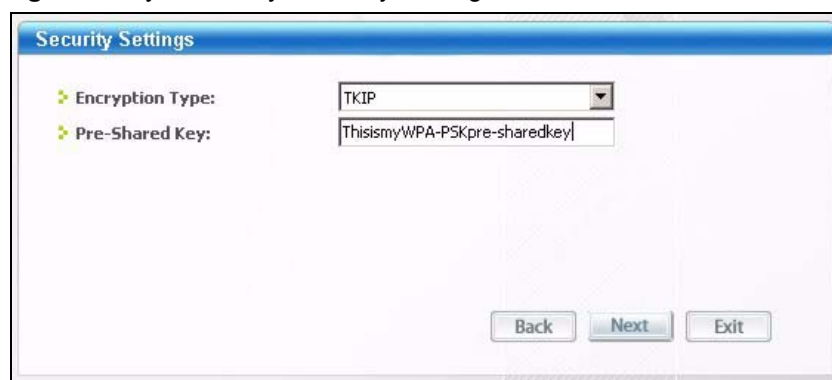 Security Settings
Encryption Type: TKIP
Pre-Shared Key: ThisismyWPA-PSKpre-sharedkey
Back Next Exit